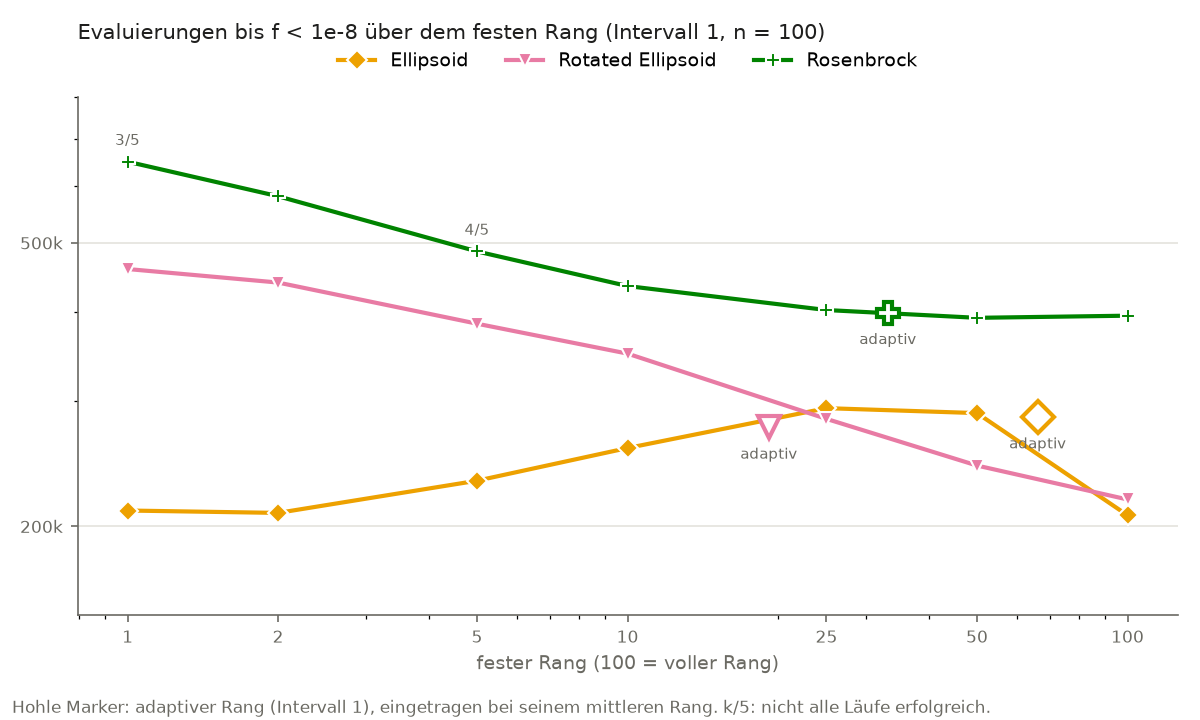 Evaluierungen bis f < 1e-8 über dem festen Rang (Intervall 1, n = 100)
Ellipsoid Rotated Ellipsoid Rosenbrock
3/5
4/5
500k
adaptiv
adaptiv
adaptiv
200k
1 2 5 10 25 50 100
fester Rang (100 = voller Rang)
Hohle Marker: adaptiver Rang (Intervall 1), eingetragen bei seinem mittleren Rang. k/5: nicht alle Läufe erfolgreich.